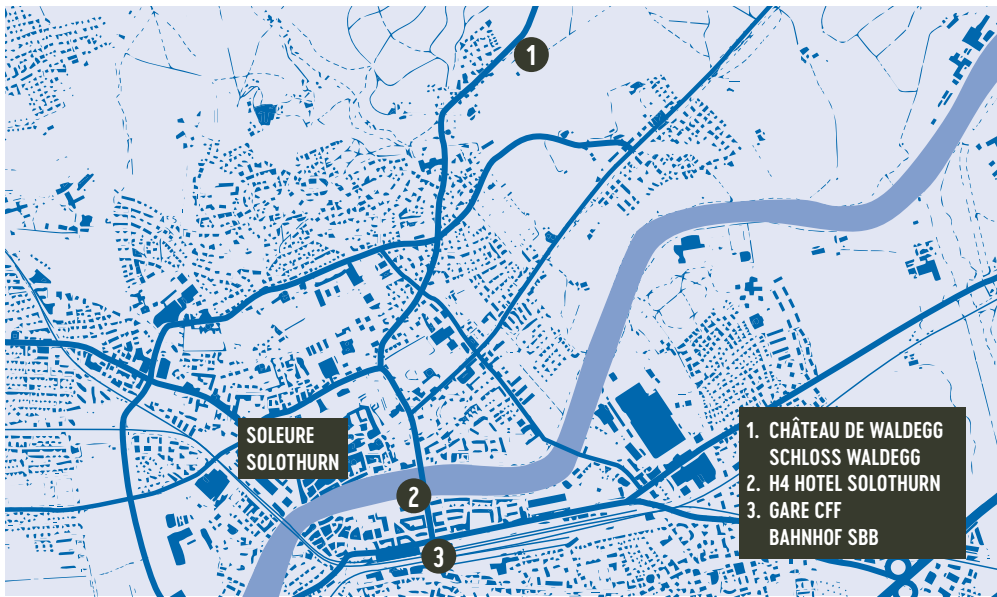 1
SOLEURE
SOLOTHURN
2
3
1. CHÂTEAU DE WALDEGG
SCHLOSS WALDEGG
2. H4 HOTEL SOLOTHURN
3. GARE CFF
BAHNHOF SBB